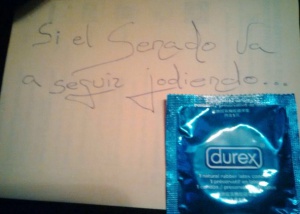 Si el Senado va
a seguir jodiendo...
durex